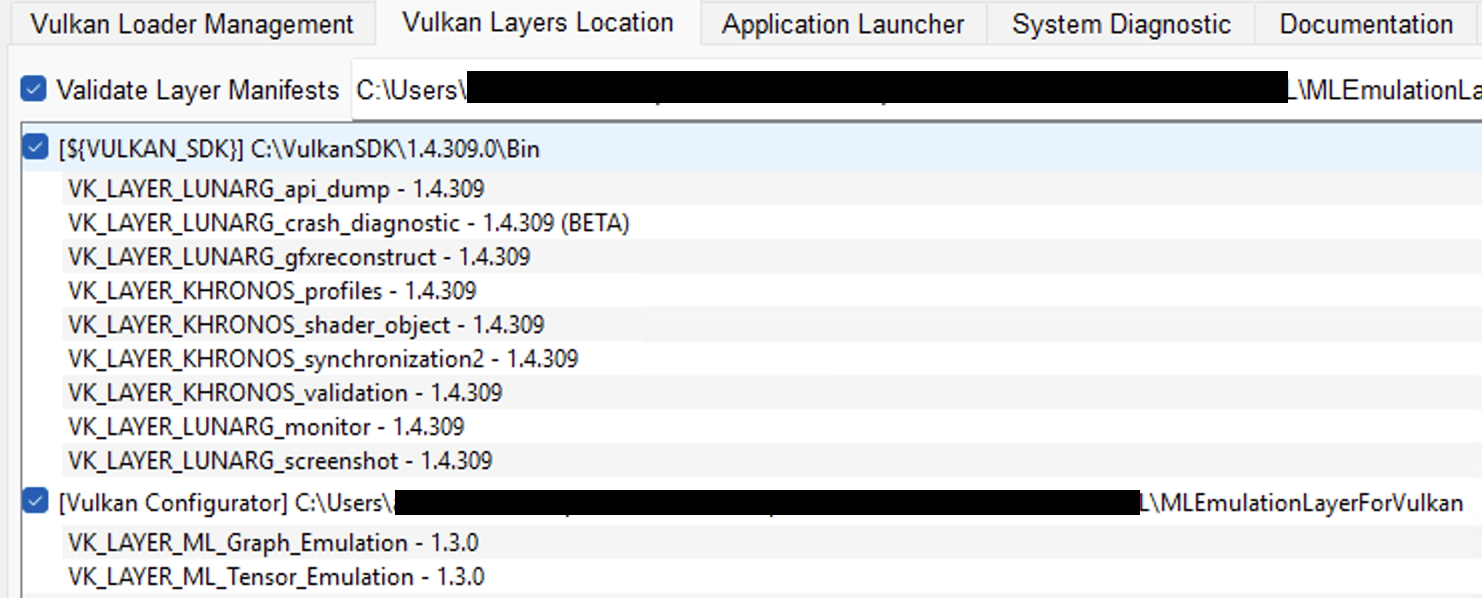 Vulkan Loader Management Vulkan Layers Location Application Launcher System Diagnostic Documentation
Validate Layer Manifests C:\Users\ L\MLEmulationLa
[${VULKAN_SDK}] C:\VulkanSDK\1.4.309.0\Bin
VK_LAYER_LUNARG_api_dump - 1.4.309
VK_LAYER_LUNARG_crash_diagnostic - 1.4.309 (BETA)
VK_LAYER_LUNARG_gfxreconstruct - 1.4.309
VK_LAYER_KHRONOS_profiles - 1.4.309
VK_LAYER_KHRONOS_shader_object - 1.4.309
VK_LAYER_KHRONOS_synchronization2 - 1.4.309
VK_LAYER_KHRONOS_validation - 1.4.309
VK_LAYER_LUNARG_monitor - 1.4.309
VK_LAYER_LUNARG_screenshot - 1.4.309
[Vulkan Configurator] C:\Users\ L\MLEmulationLayerForVulkan
VK_LAYER_ML_Graph_Emulation - 1.3.0
VK_LAYER_ML_Tensor_Emulation - 1.3.0